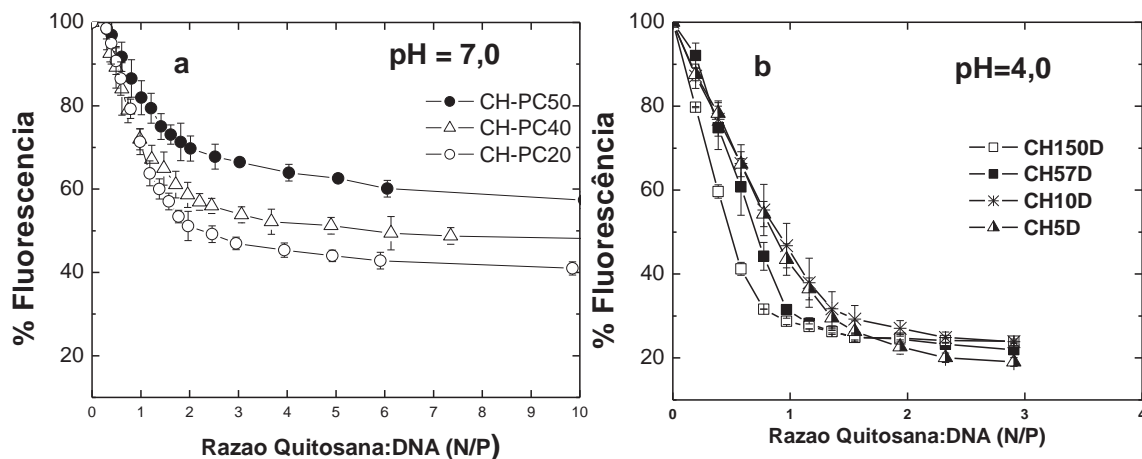 a
pH = 7,0
CH-PC50
CH-PC40
CH-PC20
% Fluorescencia
100
80
60
40
20
0 1 2 3 4 5 6 7 8 9 10
Razao Quitosana:DNA (N/P)
b
pH=4,0
CH150D
CH57D
CH10D
CH5D
% Fluorescência
100
80
60
40
20
0 1 2 3 4
Razao Quitosana:DNA (N/P)